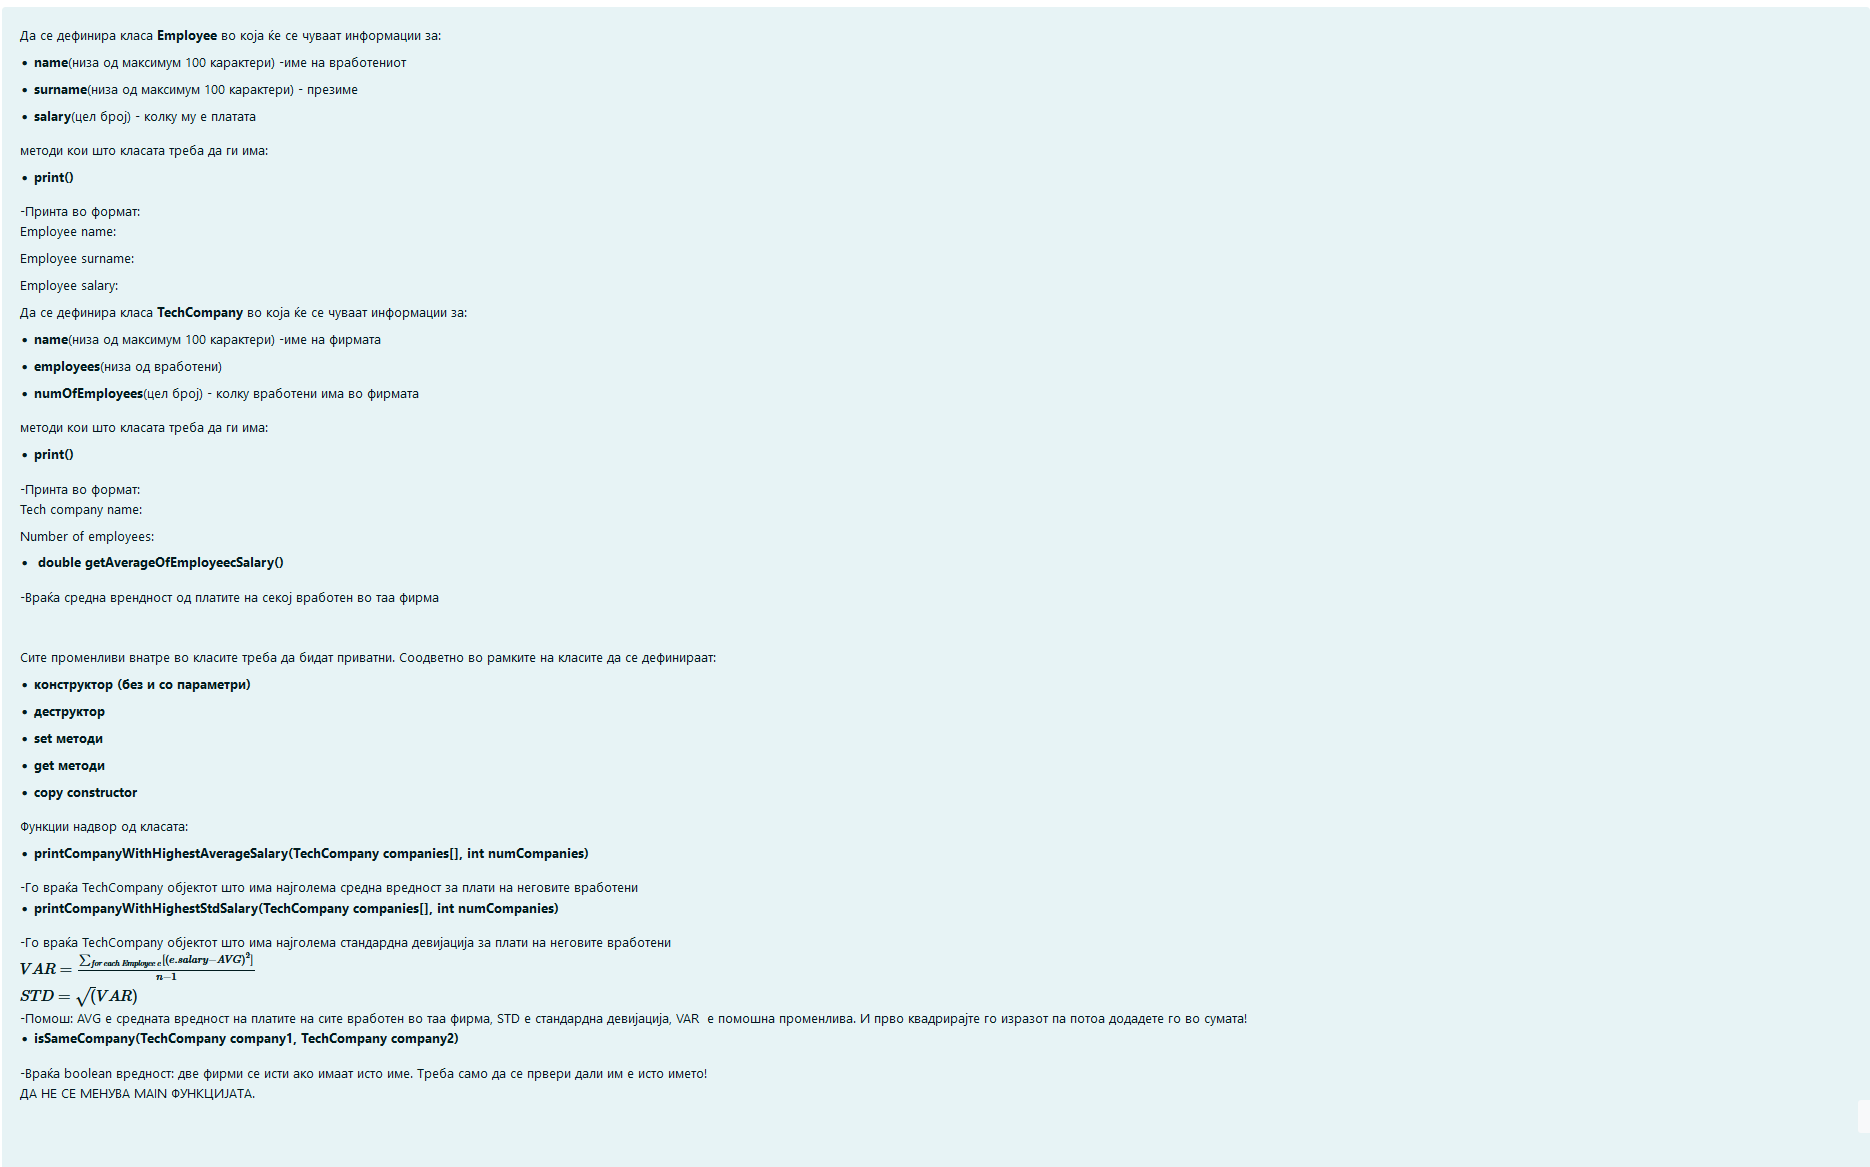 Да се дефинира класа Employee во која ќе се чуваат информации за:
• name(низа од максимум 100 карактери) -име на вработениот
• surname(низа од максимум 100 карактери) - презиме
• salary(цел број) - колку му е платата
методи кои што класата треба да ги има:
• print()
-Принта во формат:
Employee name:
Employee surname:
Employee salary:
Да се дефинира класа TechCompany во која ќе се чуваат информации за:
• name(низа од максимум 100 карактери) -име на фирмата
• employees(низа од вработени)
• numOfEmployees(цел број) - колку вработени има во фирмата
методи кои што класата треба да ги има:
• print()
-Принта во формат:
Tech company name:
Number of employees:
• double getAverageOfEmployeecSalary()
-Враќа средна врендност од платите на секој вработен во таа фирма
Сите променливи внатре во класите треба да бидат приватни. Соодветно во рамките на класите да се дефинираат:
• конструктор (без и со параметри)
• деструктор
• set методи
• get методи
• copy constructor
Функции надвор од класата:
• printCompanyWithHighestAverageSalary(TechCompany companies[], int numCompanies)
-Го враќа TechCompany објектот што има најголема средна вредност за плати на неговите вработени
• printCompanyWithHighestStdSalary(TechCompany companies[], int numCompanies)
-Го враќа TechCompany објектот што има најголема стандардна девијација за плати на неговите вработени
VAR = ∑for each Employee e[(e.salary−AVG)²] / n−1
STD = √(VAR)
-Помош: AVG е средната вредност на платите на сите вработен во таа фирма, STD е стандардна девијација, VAR е помошна променлива. И прво квадрирајте го изразот па потоа додадете го во сумата!
• isSameCompany(TechCompany company1, TechCompany company2)
-Враќа boolean вредност: две фирми се исти ако имаат исто име. Треба само да се првери дали им е исто името!
ДА НЕ СЕ МЕНУВА MAIN ФУНКЦИЈАТА.